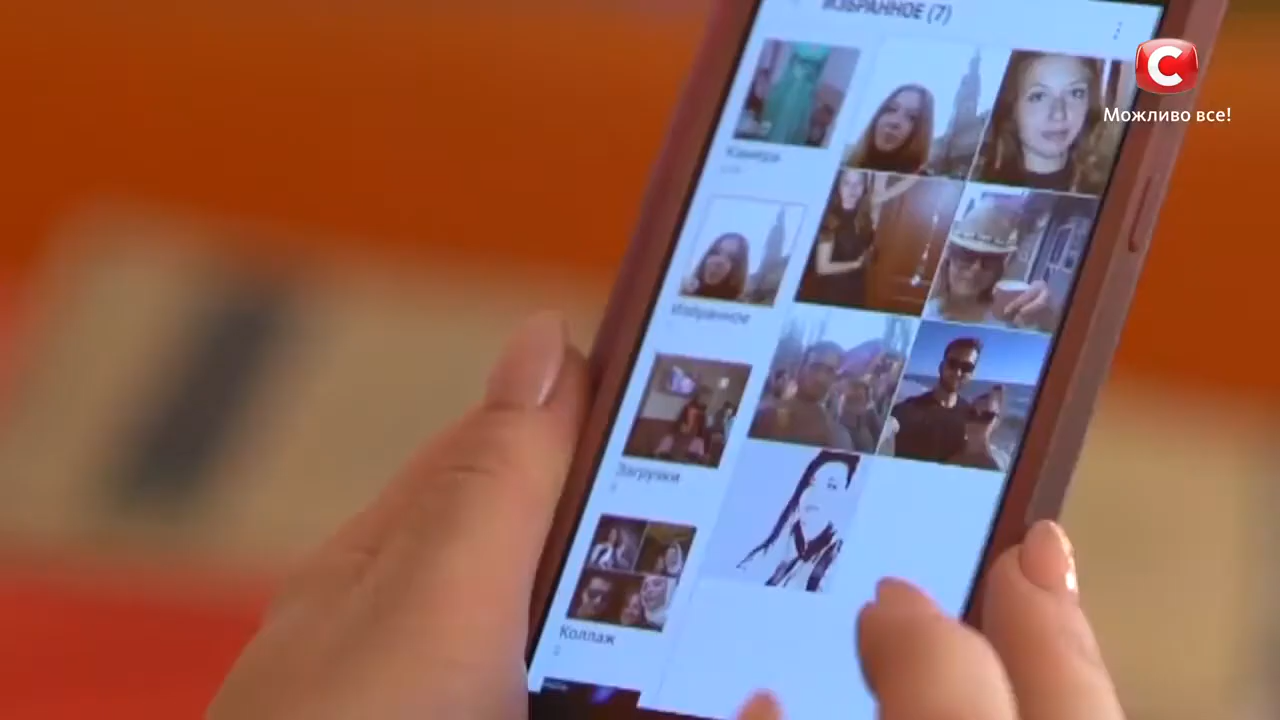 ИЗБРАННОЕ (7)
С
Можливо все!
Камера
Избранное
Загрузки
Коллаж